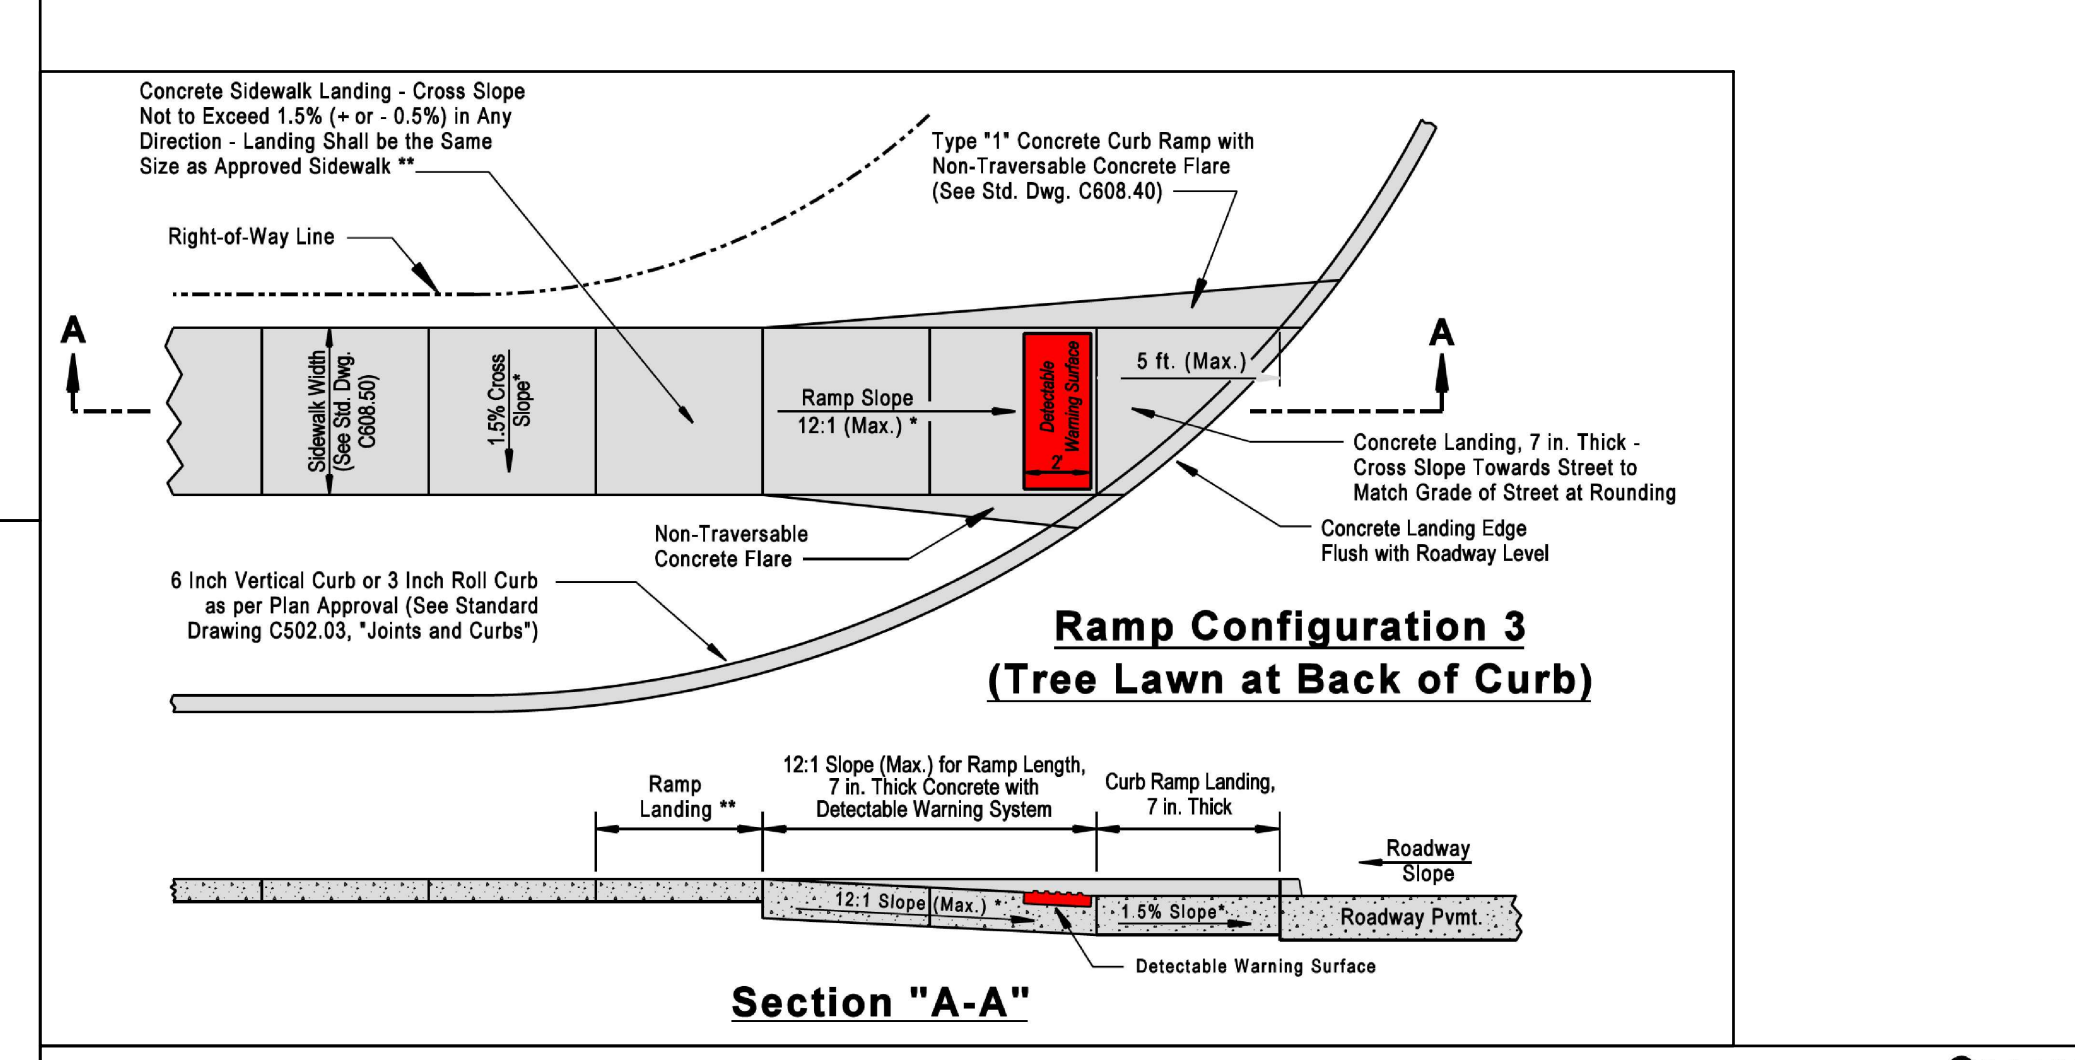 Concrete Sidewalk Landing - Cross Slope
Not to Exceed 1.5% (+ or - 0.5%) in Any
Direction - Landing Shall be the Same
Size as Approved Sidewalk **
Type "1" Concrete Curb Ramp with
Non-Traversable Concrete Flare
(See Std. Dwg. C608.40)
Right-of-Way Line
A
A
Sidewalk Width
(See Std. Dwg.
C608.50)
1.5% Cross
Slope*
Ramp Slope
12:1 (Max.) *
Detectable
Warning Surface
2'
5 ft. (Max.)
Concrete Landing, 7 in. Thick -
Cross Slope Towards Street to
Match Grade of Street at Rounding
Concrete Landing Edge
Flush with Roadway Level
Non-Traversable
Concrete Flare
6 Inch Vertical Curb or 3 Inch Roll Curb
as per Plan Approval (See Standard
Drawing C502.03, "Joints and Curbs")
Ramp Configuration 3
(Tree Lawn at Back of Curb)
Ramp
Landing **
12:1 Slope (Max.) for Ramp Length,
7 in. Thick Concrete with
Detectable Warning System
Curb Ramp Landing,
7 in. Thick
Roadway
Slope
12:1 Slope (Max.) *
1.5% Slope*
Roadway Pvmt.
Detectable Warning Surface
Section "A-A"